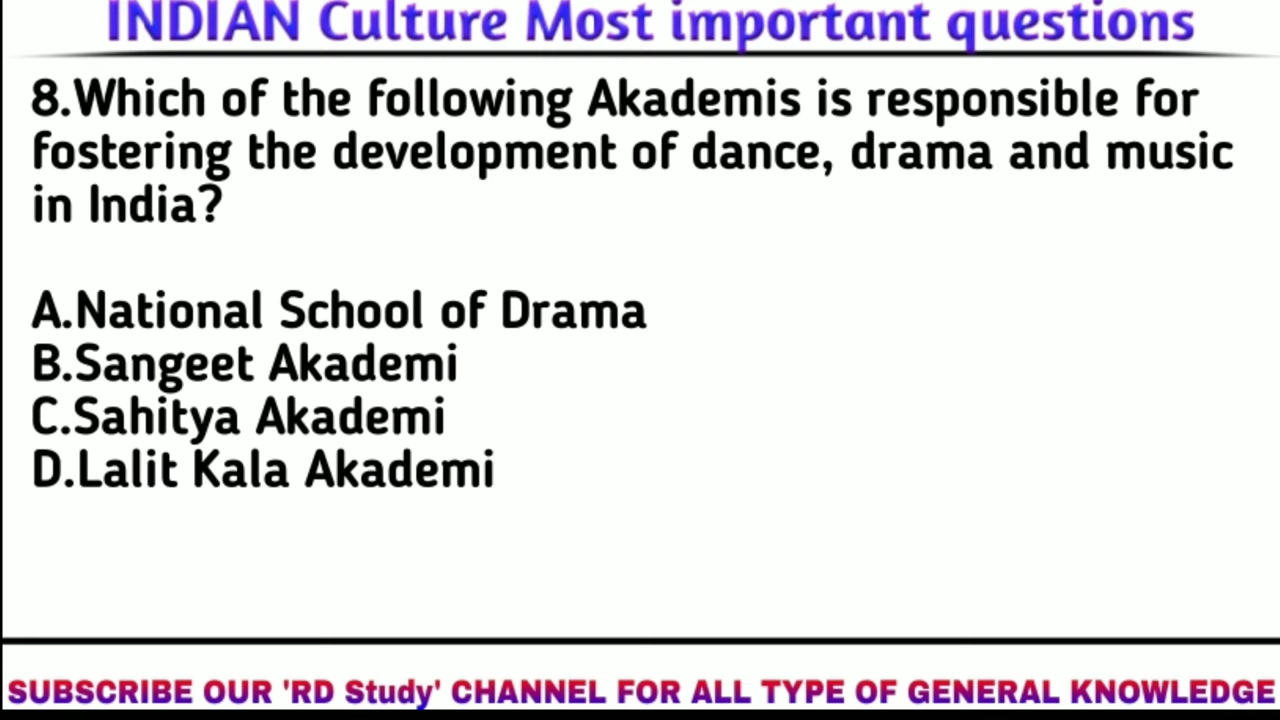 INDIAN Culture Most important questions
8.Which of the following Akademis is responsible for
fostering the development of dance, drama and music
in India?
A.National School of Drama
B.Sangeet Akademi
C.Sahitya Akademi
D.Lalit Kala Akademi
SUBSCRIBE OUR 'RD Study' CHANNEL FOR ALL TYPE OF GENERAL KNOWLEDGE